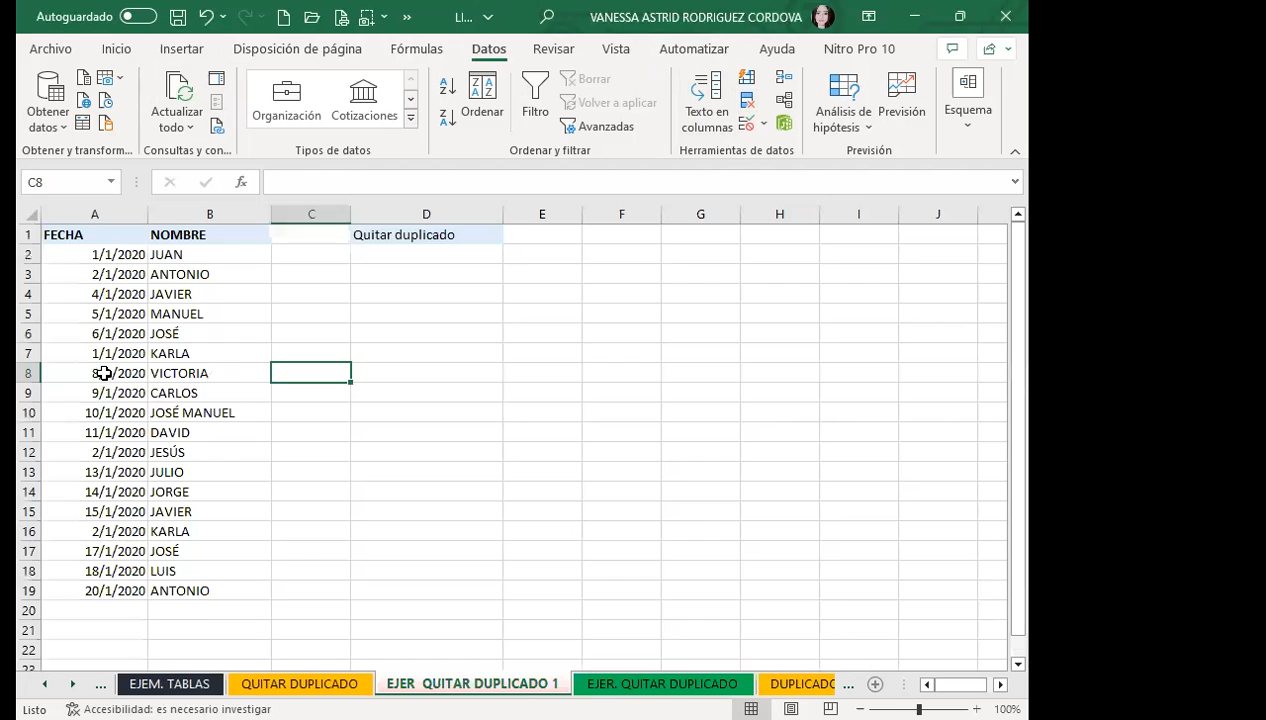 Autoguardado LI... VANESSA ASTRID RODRIGUEZ CORDOVA
Archivo Inicio Insertar Disposición de página Fórmulas Datos Revisar Vista Automatizar Ayuda Nitro Pro 10
Obtener datos Actualizar todo Organización Cotizaciones Ordenar Filtro Borrar Volver a aplicar Avanzadas Texto en columnas Análisis de hipótesis Previsión Esquema
Obtener y transform... Consultas y con... Tipos de datos Ordenar y filtrar Herramientas de datos Previsión
C8 fx
A B C D E F G H I J
1 FECHA NOMBRE Quitar duplicado
2 1/1/2020 JUAN
3 2/1/2020 ANTONIO
4 4/1/2020 JAVIER
5 5/1/2020 MANUEL
6 6/1/2020 JOSÉ
7 1/1/2020 KARLA
8 VICTORIA
9 9/1/2020 CARLOS
10 10/1/2020 JOSÉ MANUEL
11 11/1/2020 DAVID
12 2/1/2020 JESÚS
13 13/1/2020 JULIO
14 14/1/2020 JORGE
15 15/1/2020 JAVIER
16 2/1/2020 KARLA
17 17/1/2020 JOSÉ
18 18/1/2020 LUIS
19 20/1/2020 ANTONIO
20
21
22
23
... EJEM. TABLAS QUITAR DUPLICADO EJER QUITAR DUPLICADO 1 EJER. QUITAR DUPLICADO DUPLICADO ...
Listo Accesibilidad: es necesario investigar 100%